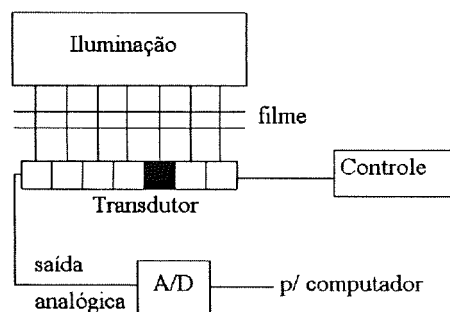 Iluminação
filme
Controle
Transdutor
saída
analógica
A/D
p/ computador